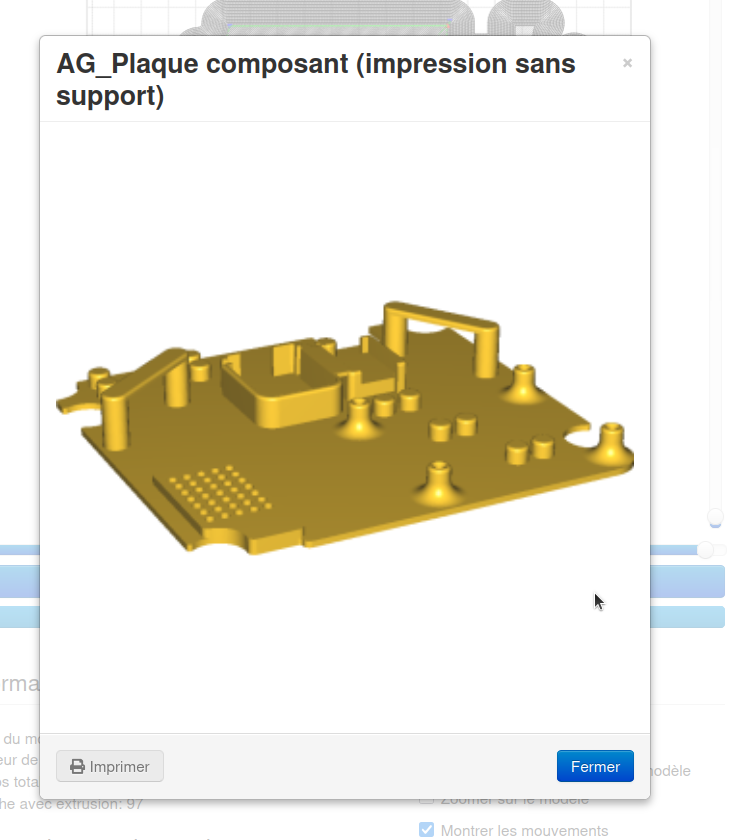 AG_Plaque composant (impression sans
support)
×
Imprimer
Fermer
du
modèle
he avec extrusion: 97
Zoomer sur le modèle
Montrer les mouvements